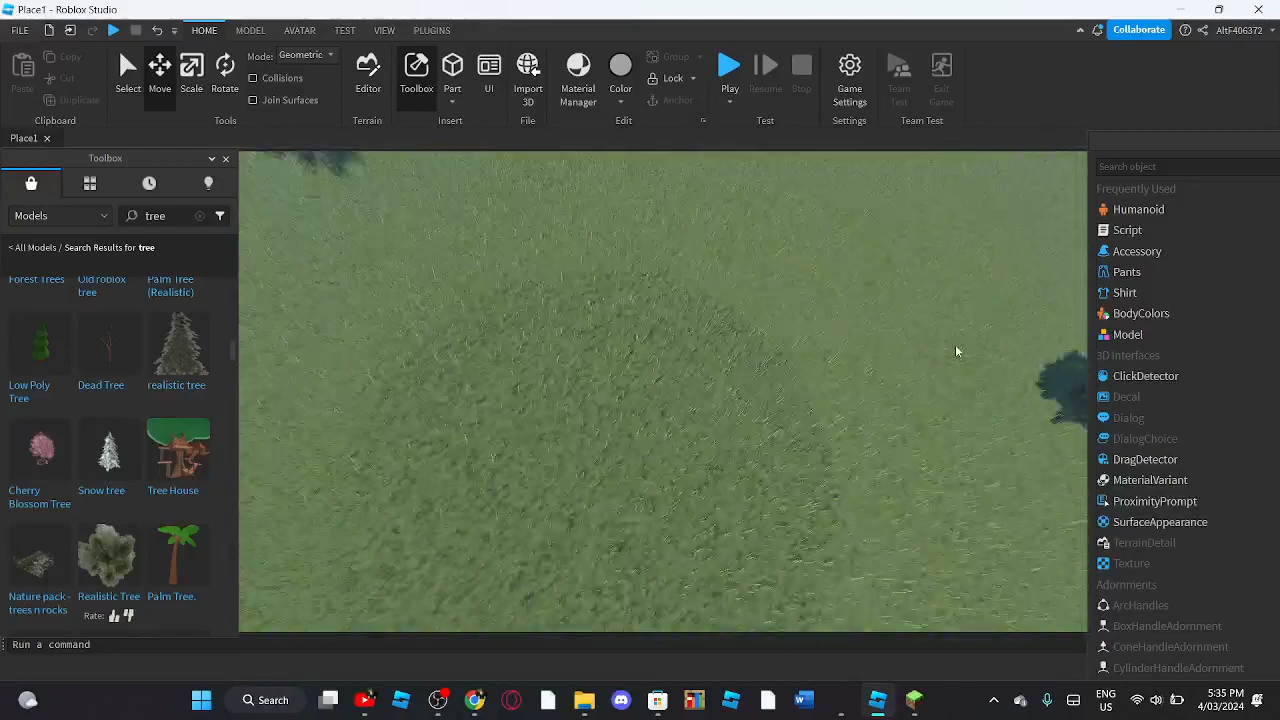 Place1 - Roblox Studio
FILE HOME MODEL AVATAR TEST VIEW PLUGINS Collaborate AtEF406372
Paste Copy Cut Duplicate Clipboard
Select Move Scale Rotate Mode: Geometric Collisions Join Surfaces Tools
Editor Terrain
Toolbox Part UI Insert
Import 3D File
Material Manager Color Group Lock Anchor Edit
Play Resume Stop Test
Game Settings Settings
Team Test Exit Game Team Test
Place1
Toolbox
Models tree
< All Models / Search Results for tree
Forest Trees Old roblox tree Palm Tree (Realistic)
Low Poly Tree Dead Tree realistic tree
Cherry Blossom Tree Snow tree Tree House
Nature pack - trees n rocks Realistic Tree Palm Tree.
Rate:
Search object
Frequently Used
Humanoid
Script
Accessory
Pants
Shirt
BodyColors
Model
3D Interfaces
ClickDetector
Decal
Dialog
DialogChoice
DragDetector
MaterialVariant
ProximityPrompt
SurfaceAppearance
TerrainDetail
Texture
Adornments
ArcHandles
BoxHandleAdornment
ConeHandleAdornment
CylinderHandleAdornment
Run a command
Search
ENG US
5:35 PM
4/03/2024